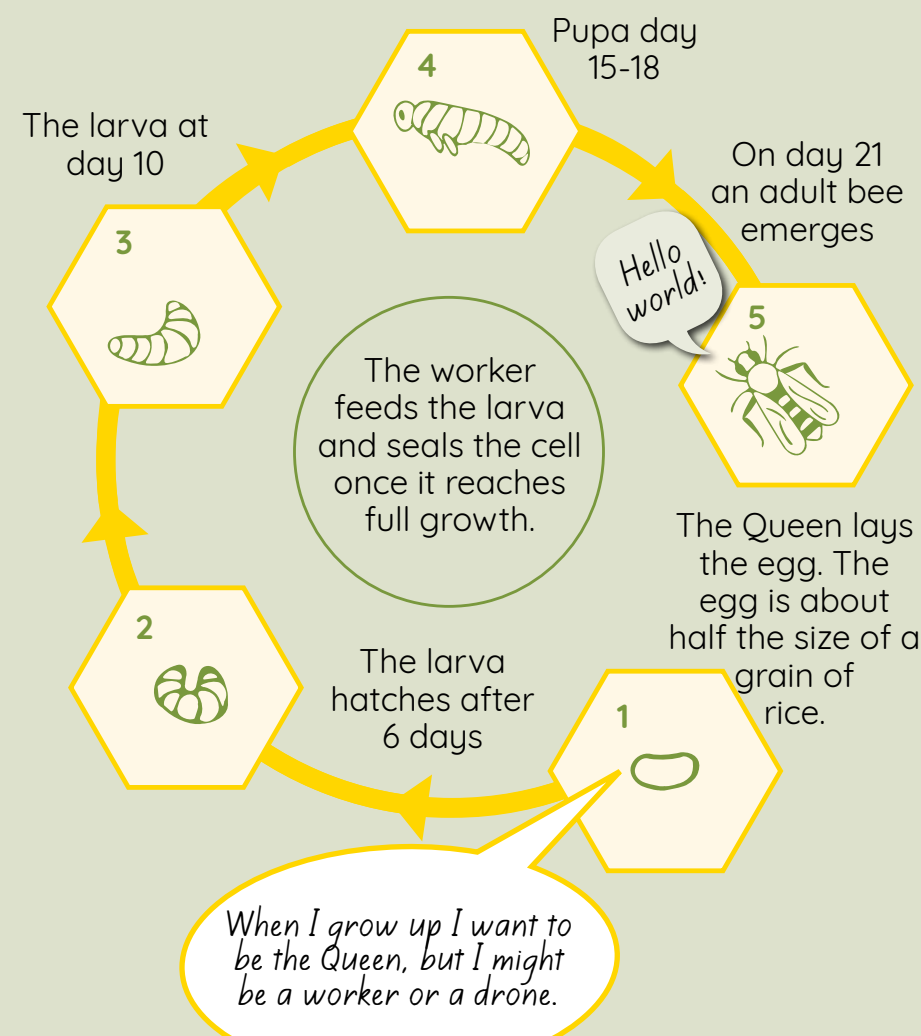 Pupa day
15-18
4
The larva at
day 10
On day 21
an adult bee
emerges
3
Hello
world!
5
The worker
feeds the larva
and seals the cell
once it reaches
full growth.
The Queen lays
the egg. The
egg is about
half the size of a
grain of
rice.
2
The larva
hatches after
6 days
1
When I grow up I want to
be the Queen, but I might
be a worker or a drone.